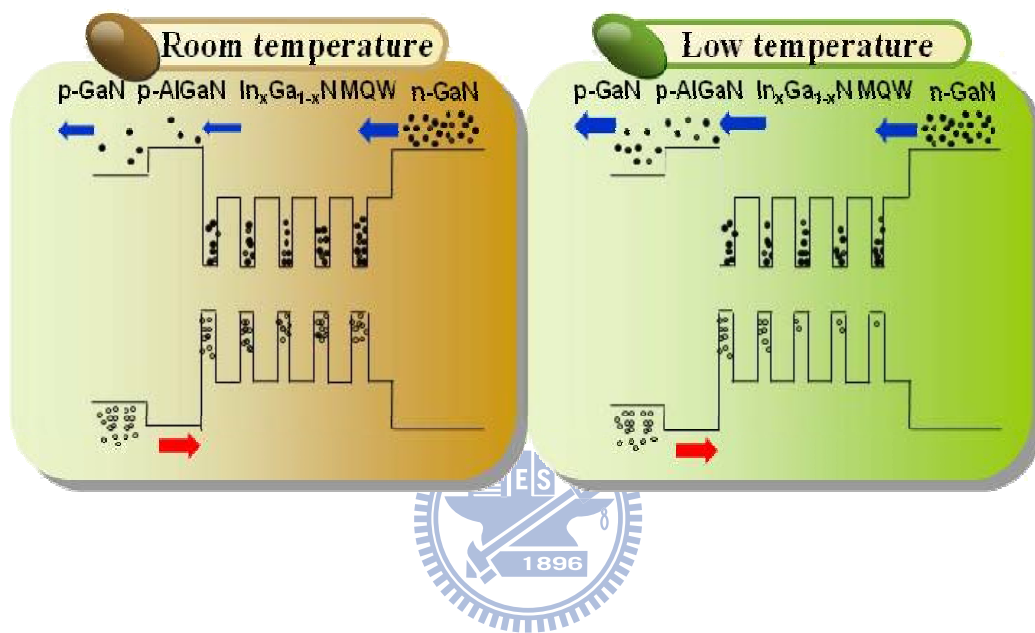 Room temperature
p-GaN p-AlGaN InₓGa₁₋ₓN MQW n-GaN
Low temperature
p-GaN p-AlGaN InₓGa₁₋ₓN MQW n-GaN
ES
1896